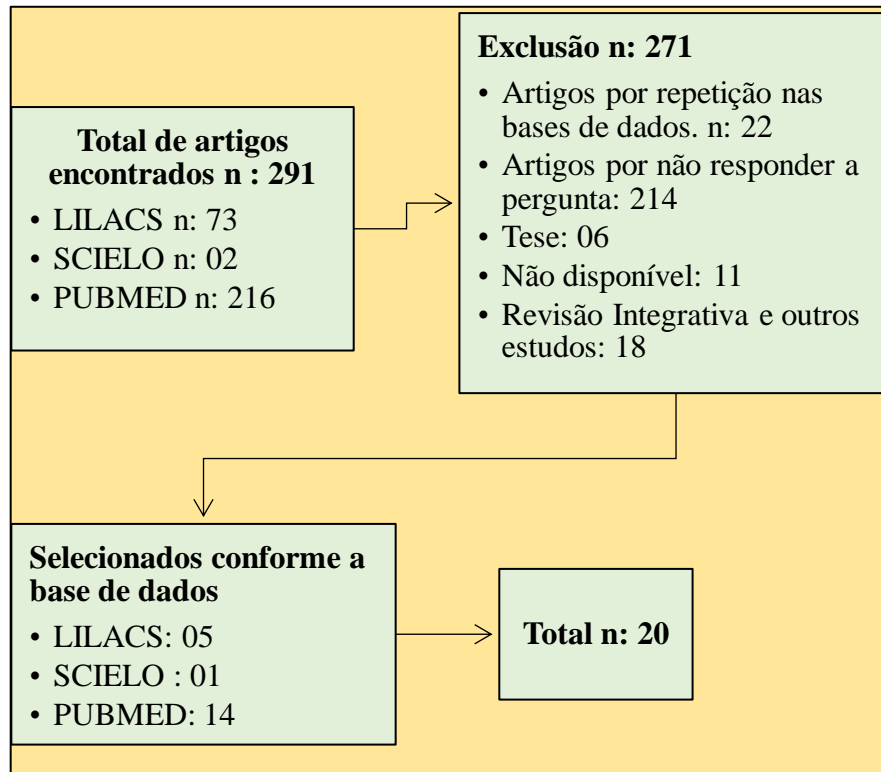 Total de artigos
encontrados n : 291
• LILACS n: 73
• SCIELO n: 02
• PUBMED n: 216
Exclusão n: 271
• Artigos por repetição nas
bases de dados. n: 22
• Artigos por não responder a
pergunta: 214
• Tese: 06
• Não disponível: 11
• Revisão Integrativa e outros
estudos: 18
Selecionados conforme a
base de dados
• LILACS: 05
• SCIELO : 01
• PUBMED: 14
Total n: 20